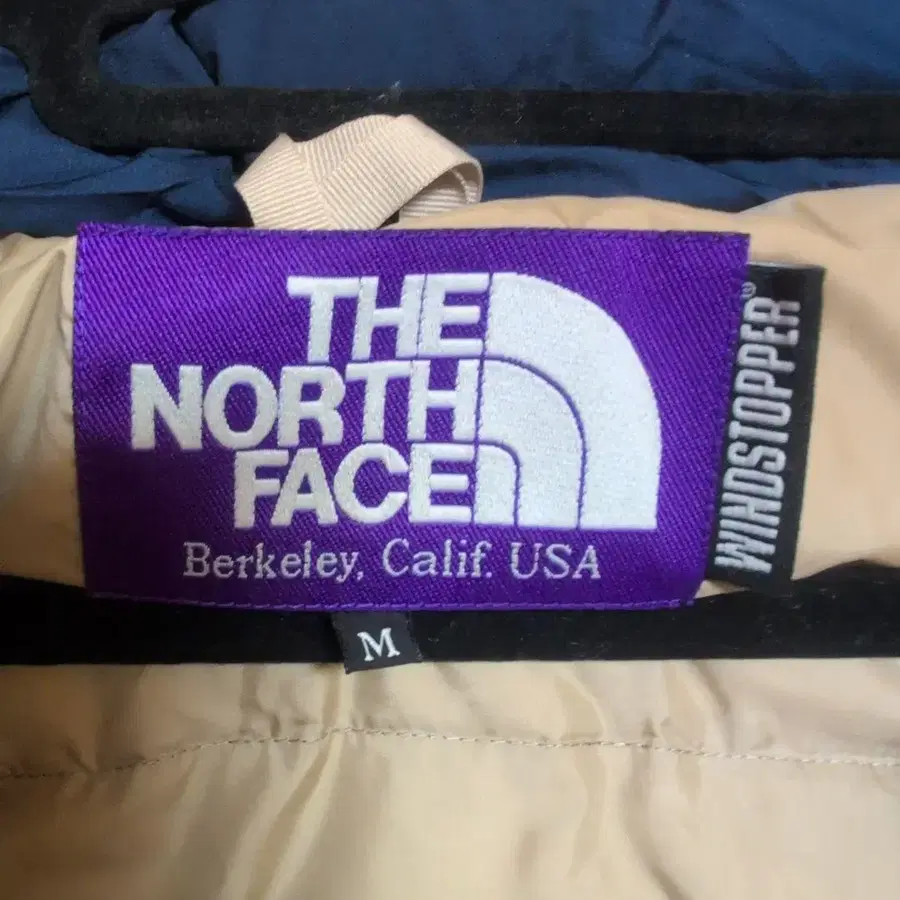 THE
NORTH
FACE
Berkeley, Calif. USA
WINDSTOPPER®
M